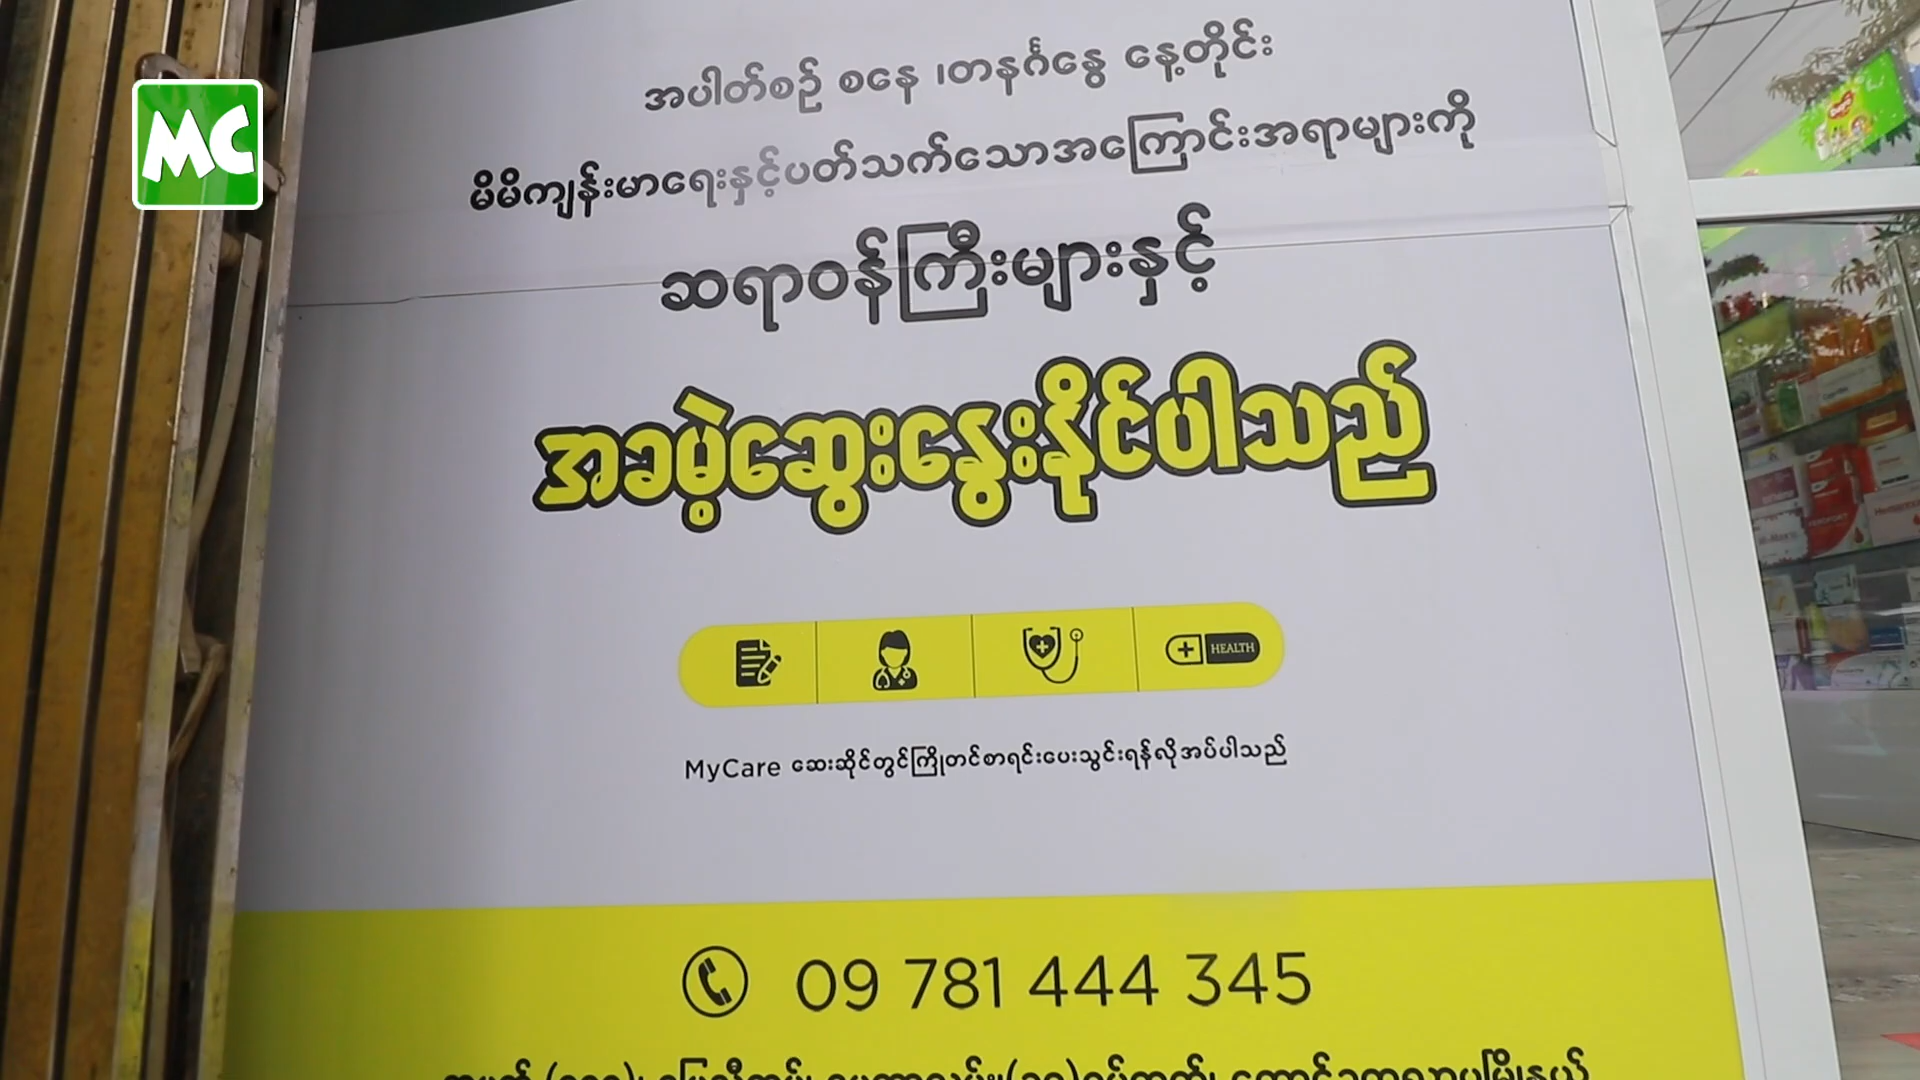 MC
အပါတ်စဉ် စနေ ၊တနင်္ဂနွေ နေ့တိုင်း
မိမိကျန်းမာရေးနှင့်ပတ်သက်သောအကြောင်းအရာများကို
ဆရာဝန်ကြီးများနှင့်
အခမဲ့ဆွေးနွေးနိုင်ပါသည်
HEALTH
MyCare ဆေးဆိုင်တွင်ကြိုတင်စာရင်းပေးသွင်းရန်လိုအပ်ပါသည်
09 781 444 345